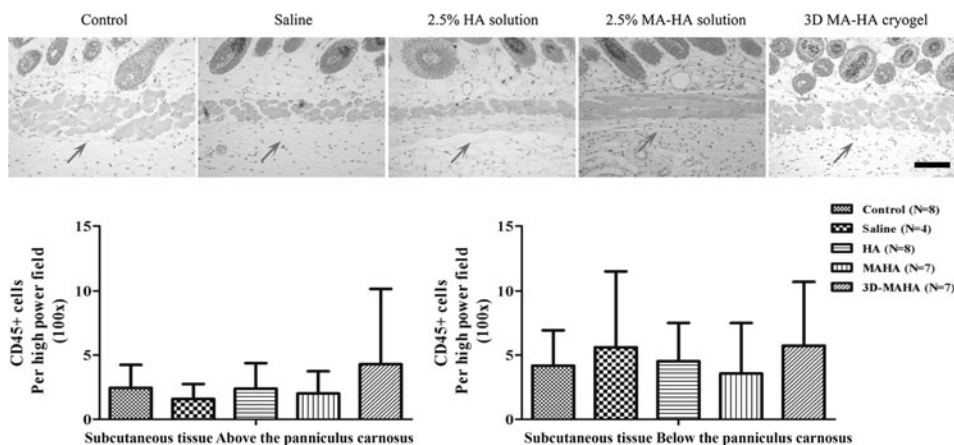 Control Saline 2.5% HA solution 2.5% MA-HA solution 3D MA-HA cryogel
CD45+ cells
Per high power field
(100x)
15
10
5
0
Subcutaneous tissue Above the panniculus carnosus
CD45+ cells
Per high power field
(100x)
15
10
5
0
Subcutaneous tissue Below the panniculus carnosus
Control (N=8)
Saline (N=4)
HA (N=8)
MAHA (N=7)
3D-MAHA (N=7)